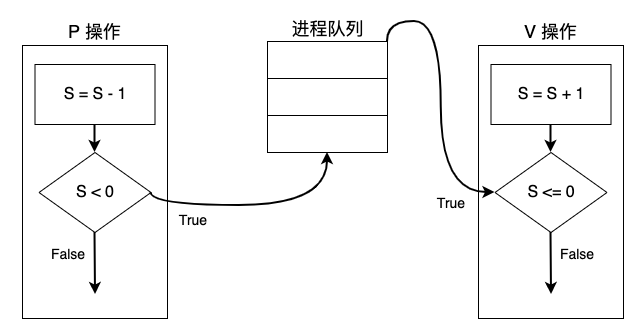 P 操作
进程队列
V 操作
S = S - 1
S = S + 1
S < 0
S <= 0
True
True
False
False